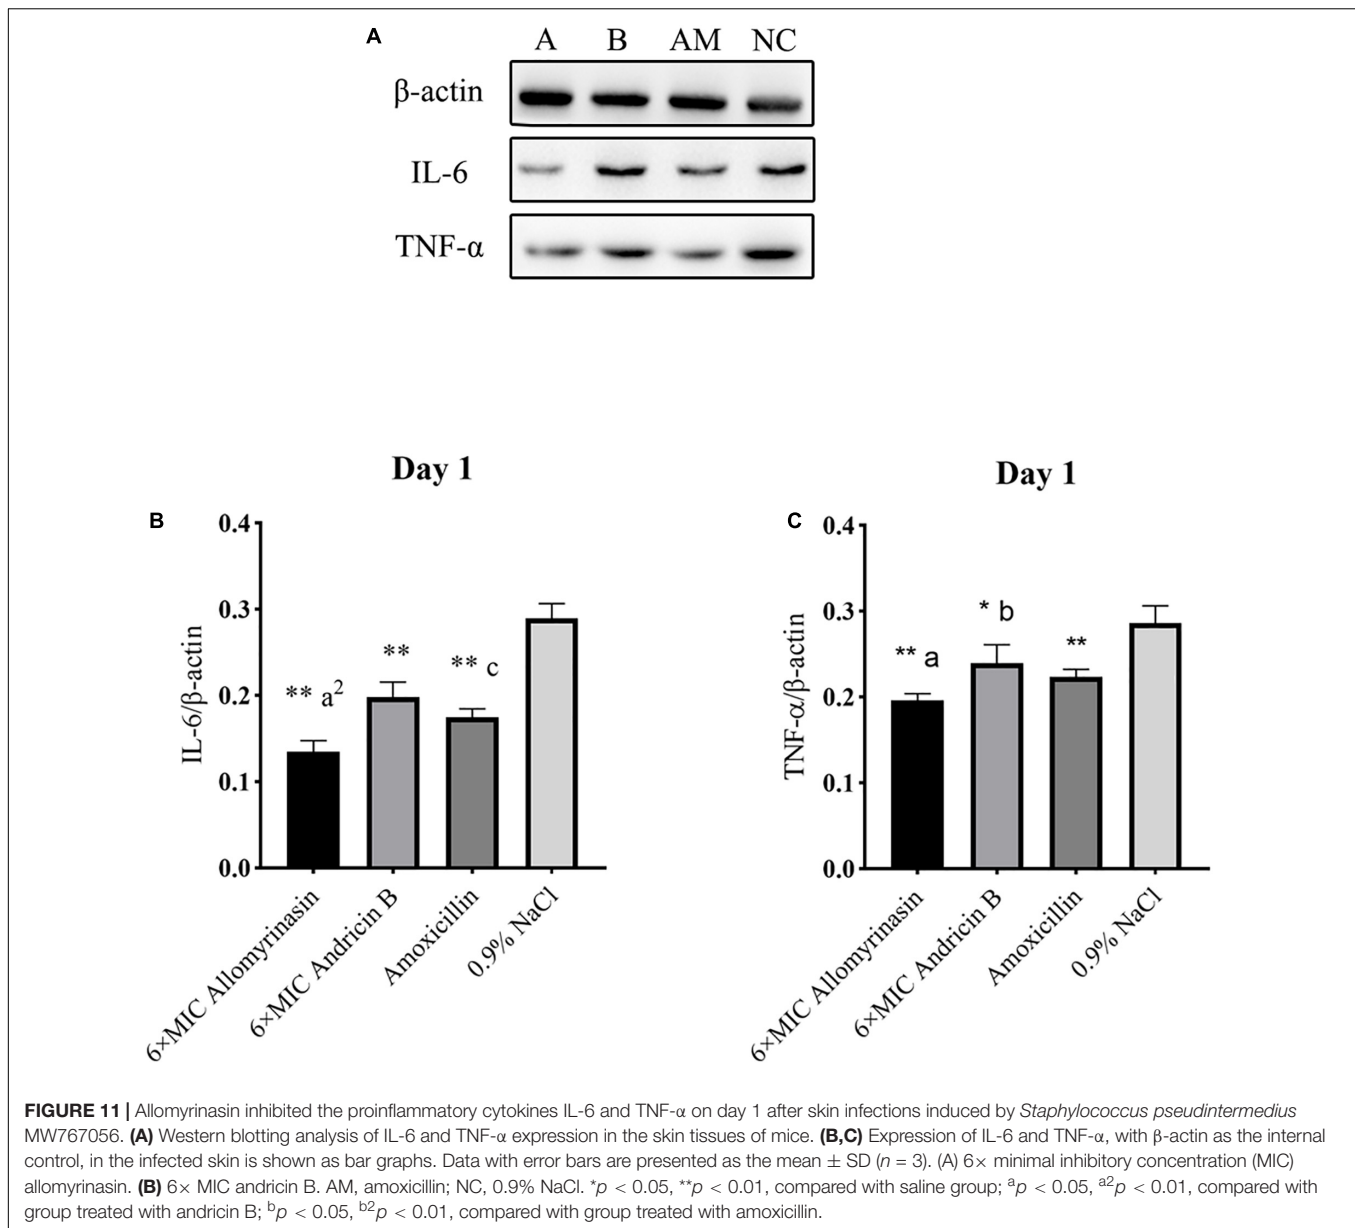 A
A B AM NC
β-actin
IL-6
TNF-α
Day 1
B
0.4
0.3
0.2
0.1
0.0
IL-6/β-actin
** a²
**
** c
6×MIC Allomyrinasin
6×MIC Andricin B
Amoxicillin
0.9% NaCl
Day 1
C
0.4
0.3
0.2
0.1
0.0
TNF-α/β-actin
** a
* b
**
6×MIC Allomyrinasin
6×MIC Andricin B
Amoxicillin
0.9% NaCl
FIGURE 11 | Allomyrinasin inhibited the proinflammatory cytokines IL-6 and TNF-α on day 1 after skin infections induced by Staphylococcus pseudintermedius
MW767056. (A) Western blotting analysis of IL-6 and TNF-α expression in the skin tissues of mice. (B,C) Expression of IL-6 and TNF-α, with β-actin as the internal
control, in the infected skin is shown as bar graphs. Data with error bars are presented as the mean ± SD (n = 3). (A) 6× minimal inhibitory concentration (MIC)
allomyrinasin. (B) 6× MIC andricin B. AM, amoxicillin; NC, 0.9% NaCl. *p < 0.05, **p < 0.01, compared with saline group; ᵃp < 0.05, ᵃ²p < 0.01, compared with
group treated with andricin B; ᵇp < 0.05, ᵇ²p < 0.01, compared with group treated with amoxicillin.